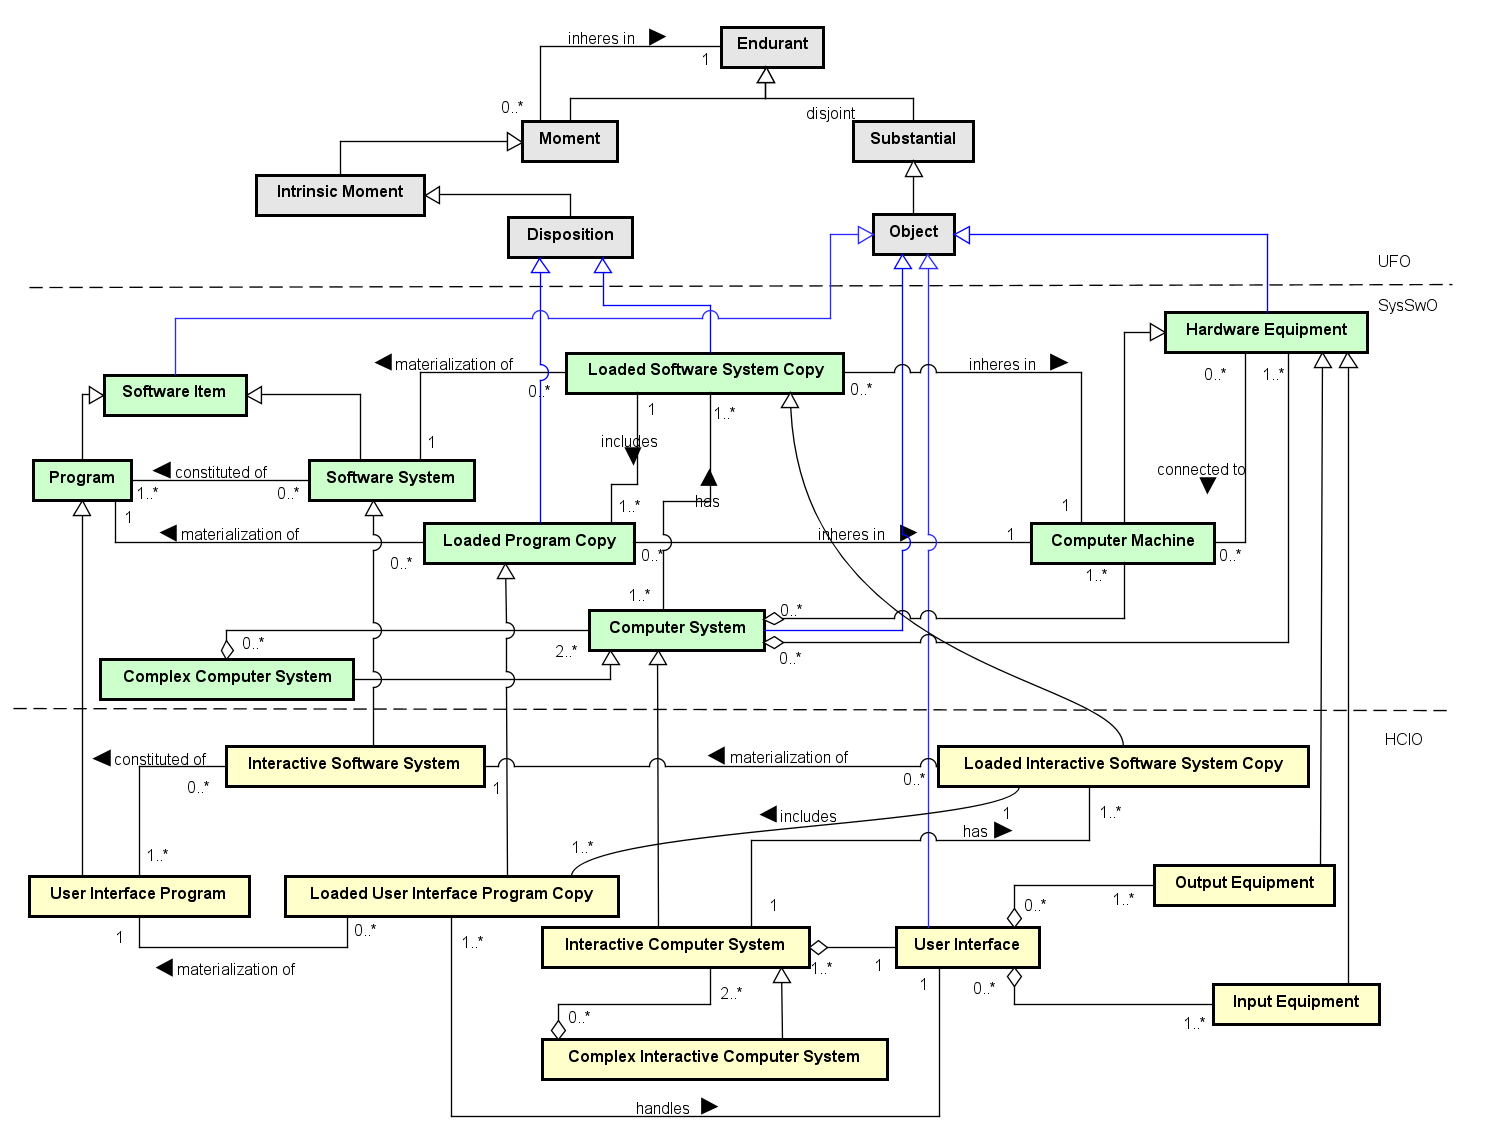 inheres in
Endurant
1
0..*
disjoint
Moment
Substantial
Intrinsic Moment
Disposition
Object
UFO
SysSwO
Hardware Equipment
materialization of
Loaded Software System Copy
inheres in
0..*
1..*
Software Item
0..*
0..*
1
1..*
1
includes
Program
constituted of
Software System
connected to
1..*
0..*
has
1..*
1
1
materialization of
Loaded Program Copy
inheres in
1
Computer Machine
0..*
0..*
0..*
1..*
1..*
0..*
Computer System
0..*
2..*
0..*
Complex Computer System
HCIO
constituted of
Interactive Software System
materialization of
Loaded Interactive Software System Copy
0..*
1
0..*
includes
1
1..*
has
1..*
1..*
User Interface Program
Loaded User Interface Program Copy
Output Equipment
1
0..*
1..*
1
0..*
1..*
Interactive Computer System
User Interface
materialization of
1..*
1
1
0..*
2..*
Input Equipment
0..*
1..*
Complex Interactive Computer System
handles